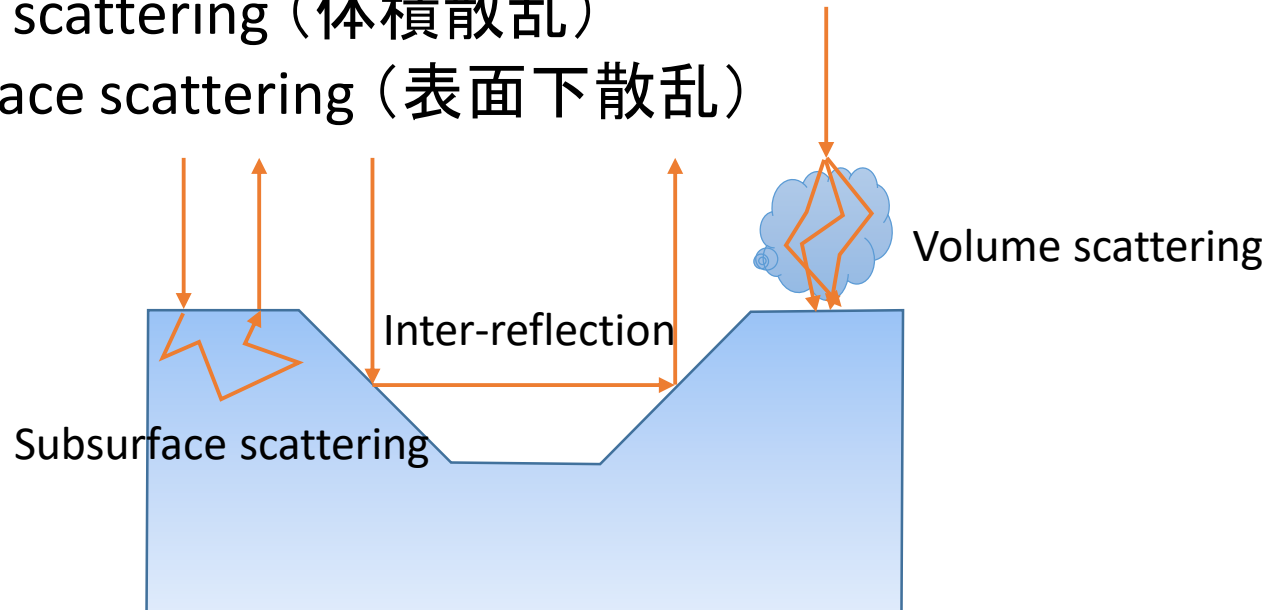 scattering（体積散乱）
ace scattering（表面下散乱）
Volume scattering
Inter-reflection
Subsurface scattering